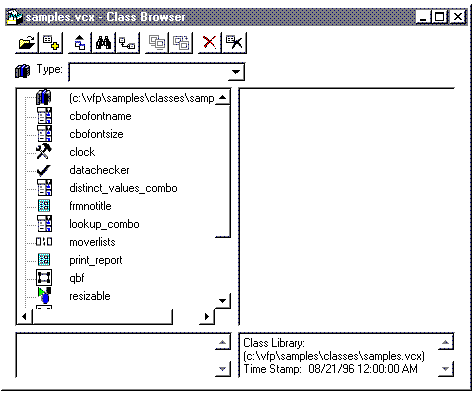 samples.vcx - Class Browser
Type:
(c:\vfp\samples\classes\samp
cbofontname
cbofontsize
clock
datachecker
distinct_values_combo
frmnotitle
lookup_combo
moverlists
print_report
qbf
resizable
Class Library:
(c:\vfp\samples\classes\samples.vcx)
Time Stamp: 08/21/96 12:00:00 AM